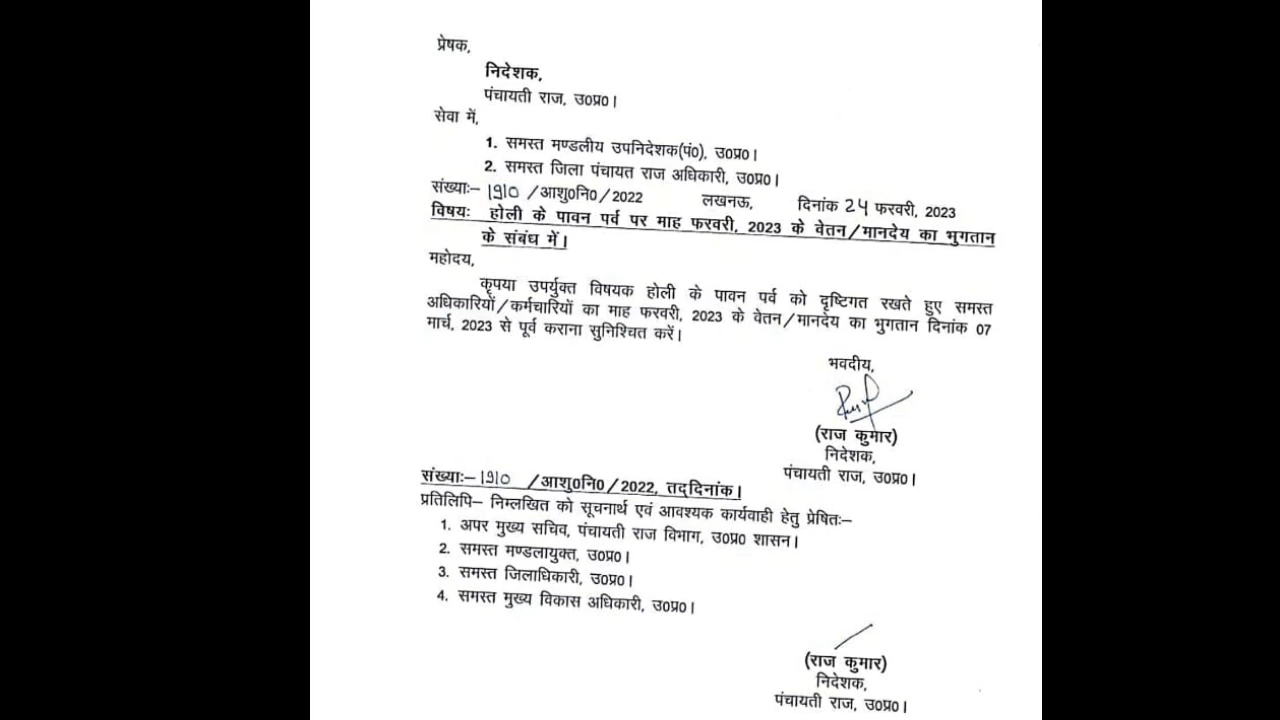 प्रेषक,
निदेशक,
पंचायती राज, उ0प्र0।
सेवा में,
1. समस्त मण्डलीय उपनिदेशक(पं0), उ0प्र0।
2. समस्त जिला पंचायत राज अधिकारी, उ0प्र0।
संख्याः– 1910 /आशु0नि0/2022 लखनऊ, दिनांक 24 फरवरी, 2023
विषयः होली के पावन पर्व पर माह फरवरी, 2023 के वेतन/मानदेय का भुगतान
के संबंध में।
महोदय,
कृपया उपर्युक्त विषयक होली के पावन पर्व को दृष्टिगत रखते हुए समस्त
अधिकारियों/कर्मचारियों का माह फरवरी, 2023 के वेतन/मानदेय का भुगतान दिनांक 07
मार्च, 2023 से पूर्व कराना सुनिश्चित करें।
भवदीय,
(राज कुमार)
निदेशक,
पंचायती राज, उ0प्र0।
संख्याः– 1910 /आशु0नि0/2022, तद्दिनांक।
प्रतिलिपि– निम्लखित को सूचनार्थ एवं आवश्यक कार्यवाही हेतु प्रेषितः–
1. अपर मुख्य सचिव, पंचायती राज विभाग, उ0प्र0 शासन।
2. समस्त मण्डलायुक्त, उ0प्र0।
3. समस्त जिलाधिकारी, उ0प्र0।
4. समस्त मुख्य विकास अधिकारी, उ0प्र0।
(राज कुमार)
निदेशक,
पंचायती राज, उ0प्र0।